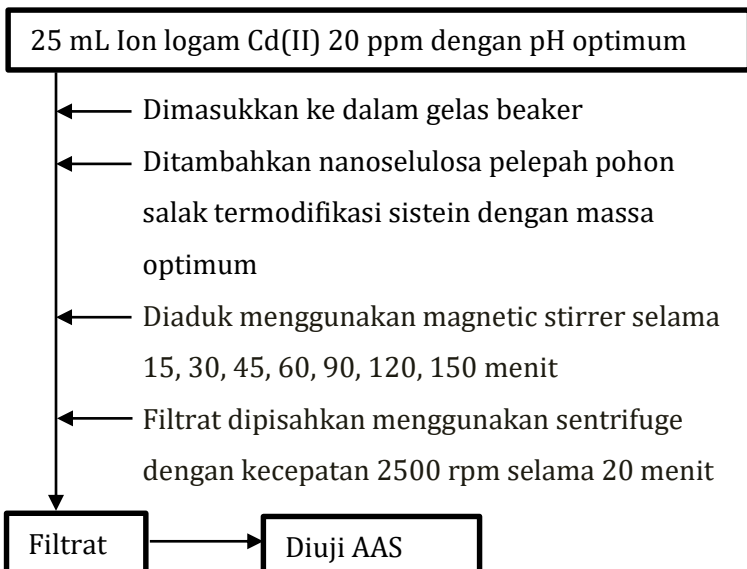 25 mL Ion logam Cd(II) 20 ppm dengan pH optimum
Dimasukkan ke dalam gelas beaker
Ditambahkan nanoselulosa pelepah pohon
salak termodifikasi sistein dengan massa
optimum
Diaduk menggunakan magnetic stirrer selama
15, 30, 45, 60, 90, 120, 150 menit
Filtrat dipisahkan menggunakan sentrifuge
dengan kecepatan 2500 rpm selama 20 menit
Filtrat
Diuji AAS